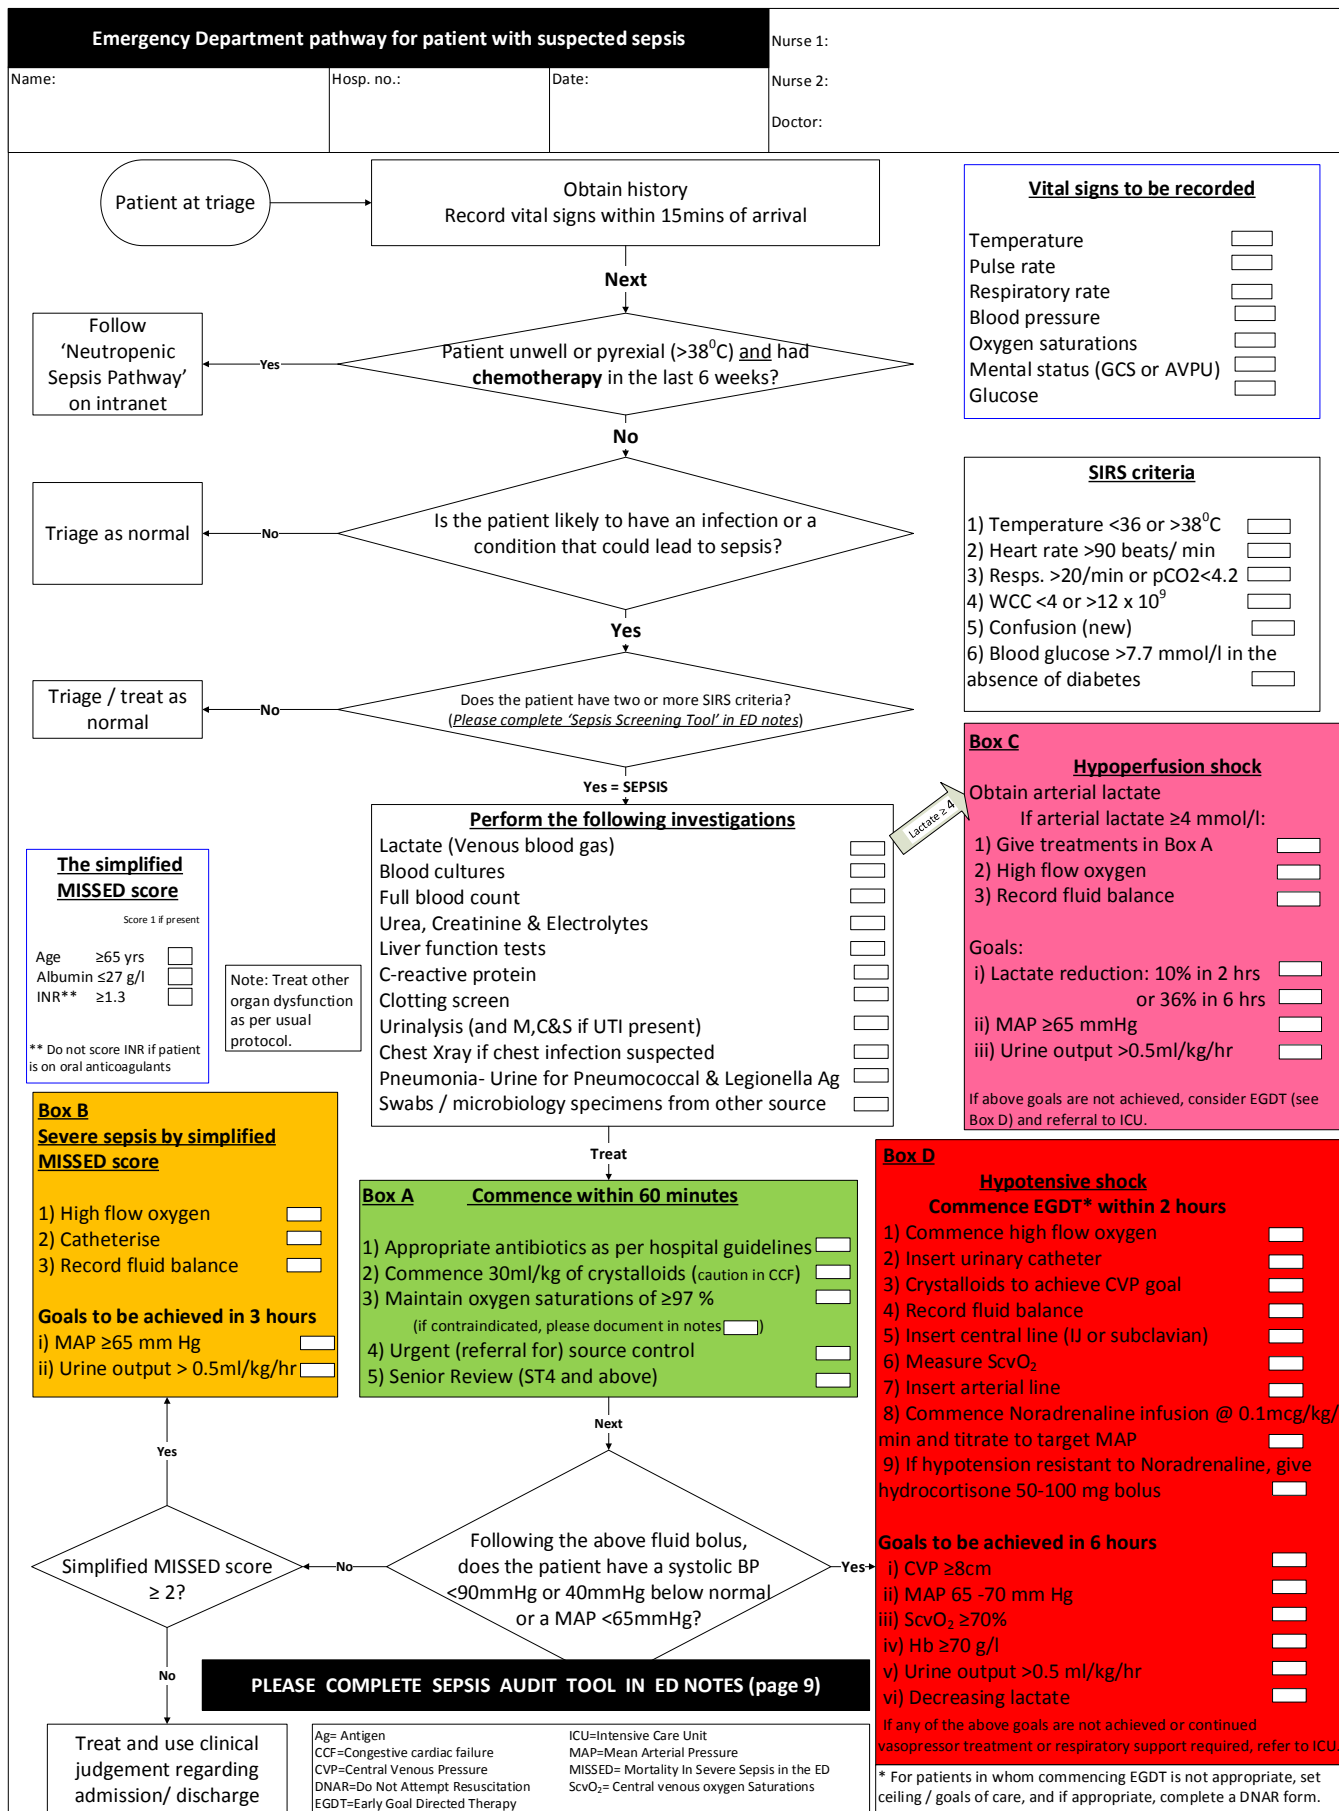 Emergency Department pathway for patient with suspected sepsis
Nurse 1:
Name:
Hosp. no.:
Date:
Nurse 2:
Doctor:
Patient at triage
Obtain history
Record vital signs within 15mins of arrival
Vital signs to be recorded
Temperature
Pulse rate
Respiratory rate
Blood pressure
Oxygen saturations
Mental status (GCS or AVPU)
Glucose
Next
Follow
‘Neutropenic
Sepsis Pathway’
on intranet
Yes
Patient unwell or pyrexial (>38⁰C) and had
chemotherapy in the last 6 weeks?
No
SIRS criteria
1) Temperature <36 or >38⁰C
2) Heart rate >90 beats/ min
3) Resps. >20/min or pCO2<4.2
4) WCC <4 or >12 x 10⁹
5) Confusion (new)
6) Blood glucose >7.7 mmol/l in the
absence of diabetes
Triage as normal
No
Is the patient likely to have an infection or a
condition that could lead to sepsis?
Yes
Triage / treat as
normal
No
Does the patient have two or more SIRS criteria?
(Please complete ‘Sepsis Screening Tool’ in ED notes)
Yes = SEPSIS
Perform the following investigations
Lactate (Venous blood gas)
Blood cultures
Full blood count
Urea, Creatinine & Electrolytes
Liver function tests
C-reactive protein
Clotting screen
Urinalysis (and M,C&S if UTI present)
Chest Xray if chest infection suspected
Pneumonia- Urine for Pneumococcal & Legionella Ag
Swabs / microbiology specimens from other source
Lactate ≥ 4
Box C
Hypoperfusion shock
Obtain arterial lactate
If arterial lactate ≥4 mmol/l:
1) Give treatments in Box A
2) High flow oxygen
3) Record fluid balance
Goals:
i) Lactate reduction: 10% in 2 hrs
or 36% in 6 hrs
ii) MAP ≥65 mmHg
iii) Urine output >0.5ml/kg/hr
If above goals are not achieved, consider EGDT (see
Box D) and referral to ICU.
The simplified
MISSED score
Score 1 if present
Age ≥65 yrs
Albumin ≤27 g/l
INR** ≥1.3
** Do not score INR if patient
is on oral anticoagulants
Note: Treat other
organ dysfunction
as per usual
protocol.
Treat
Box B
Severe sepsis by simplified
MISSED score
1) High flow oxygen
2) Catheterise
3) Record fluid balance
Goals to be achieved in 3 hours
i) MAP ≥65 mm Hg
ii) Urine output > 0.5ml/kg/hr
Box A Commence within 60 minutes
1) Appropriate antibiotics as per hospital guidelines
2) Commence 30ml/kg of crystalloids (caution in CCF)
3) Maintain oxygen saturations of ≥97 %
(if contraindicated, please document in notes )
4) Urgent (referral for) source control
5) Senior Review (ST4 and above)
Box D
Hypotensive shock
Commence EGDT* within 2 hours
1) Commence high flow oxygen
2) Insert urinary catheter
3) Crystalloids to achieve CVP goal
4) Record fluid balance
5) Insert central line (IJ or subclavian)
6) Measure ScvO₂
7) Insert arterial line
8) Commence Noradrenaline infusion @ 0.1mcg/kg/
min and titrate to target MAP
9) If hypotension resistant to Noradrenaline, give
hydrocortisone 50-100 mg bolus
Goals to be achieved in 6 hours
i) CVP ≥8cm
ii) MAP 65 -70 mm Hg
iii) ScvO₂ ≥70%
iv) Hb ≥70 g/l
v) Urine output >0.5 ml/kg/hr
vi) Decreasing lactate
If any of the above goals are not achieved or continued
vasopressor treatment or respiratory support required, refer to ICU.
Next
Following the above fluid bolus,
does the patient have a systolic BP
<90mmHg or 40mmHg below normal
or a MAP <65mmHg?
Yes
No
Simplified MISSED score
≥ 2?
Yes
No
PLEASE COMPLETE SEPSIS AUDIT TOOL IN ED NOTES (page 9)
Treat and use clinical
judgement regarding
admission/ discharge
Ag= Antigen
CCF=Congestive cardiac failure
CVP=Central Venous Pressure
DNAR=Do Not Attempt Resuscitation
EGDT=Early Goal Directed Therapy
ICU=Intensive Care Unit
MAP=Mean Arterial Pressure
MISSED= Mortality In Severe Sepsis in the ED
ScvO₂= Central venous oxygen Saturations
* For patients in whom commencing EGDT is not appropriate, set
ceiling / goals of care, and if appropriate, complete a DNAR form.